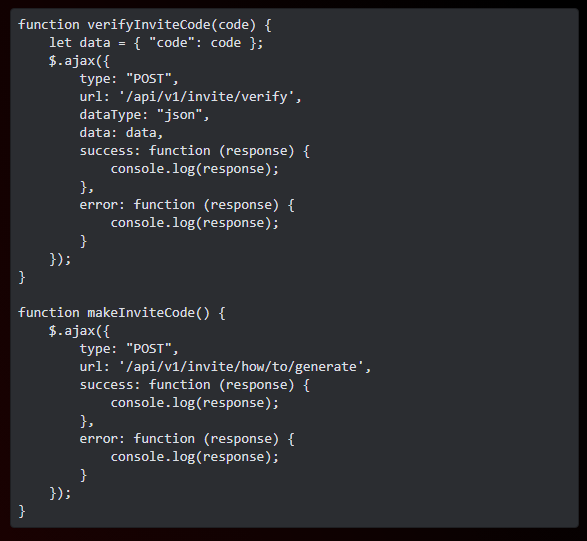 function verifyInviteCode(code) {
    let data = { "code": code };
    $.ajax({
        type: "POST",
        url: '/api/v1/invite/verify',
        dataType: "json",
        data: data,
        success: function (response) {
            console.log(response);
        },
        error: function (response) {
            console.log(response);
        }
    });
}

function makeInviteCode() {
    $.ajax({
        type: "POST",
        url: '/api/v1/invite/how/to/generate',
        success: function (response) {
            console.log(response);
        },
        error: function (response) {
            console.log(response);
        }
    });
}